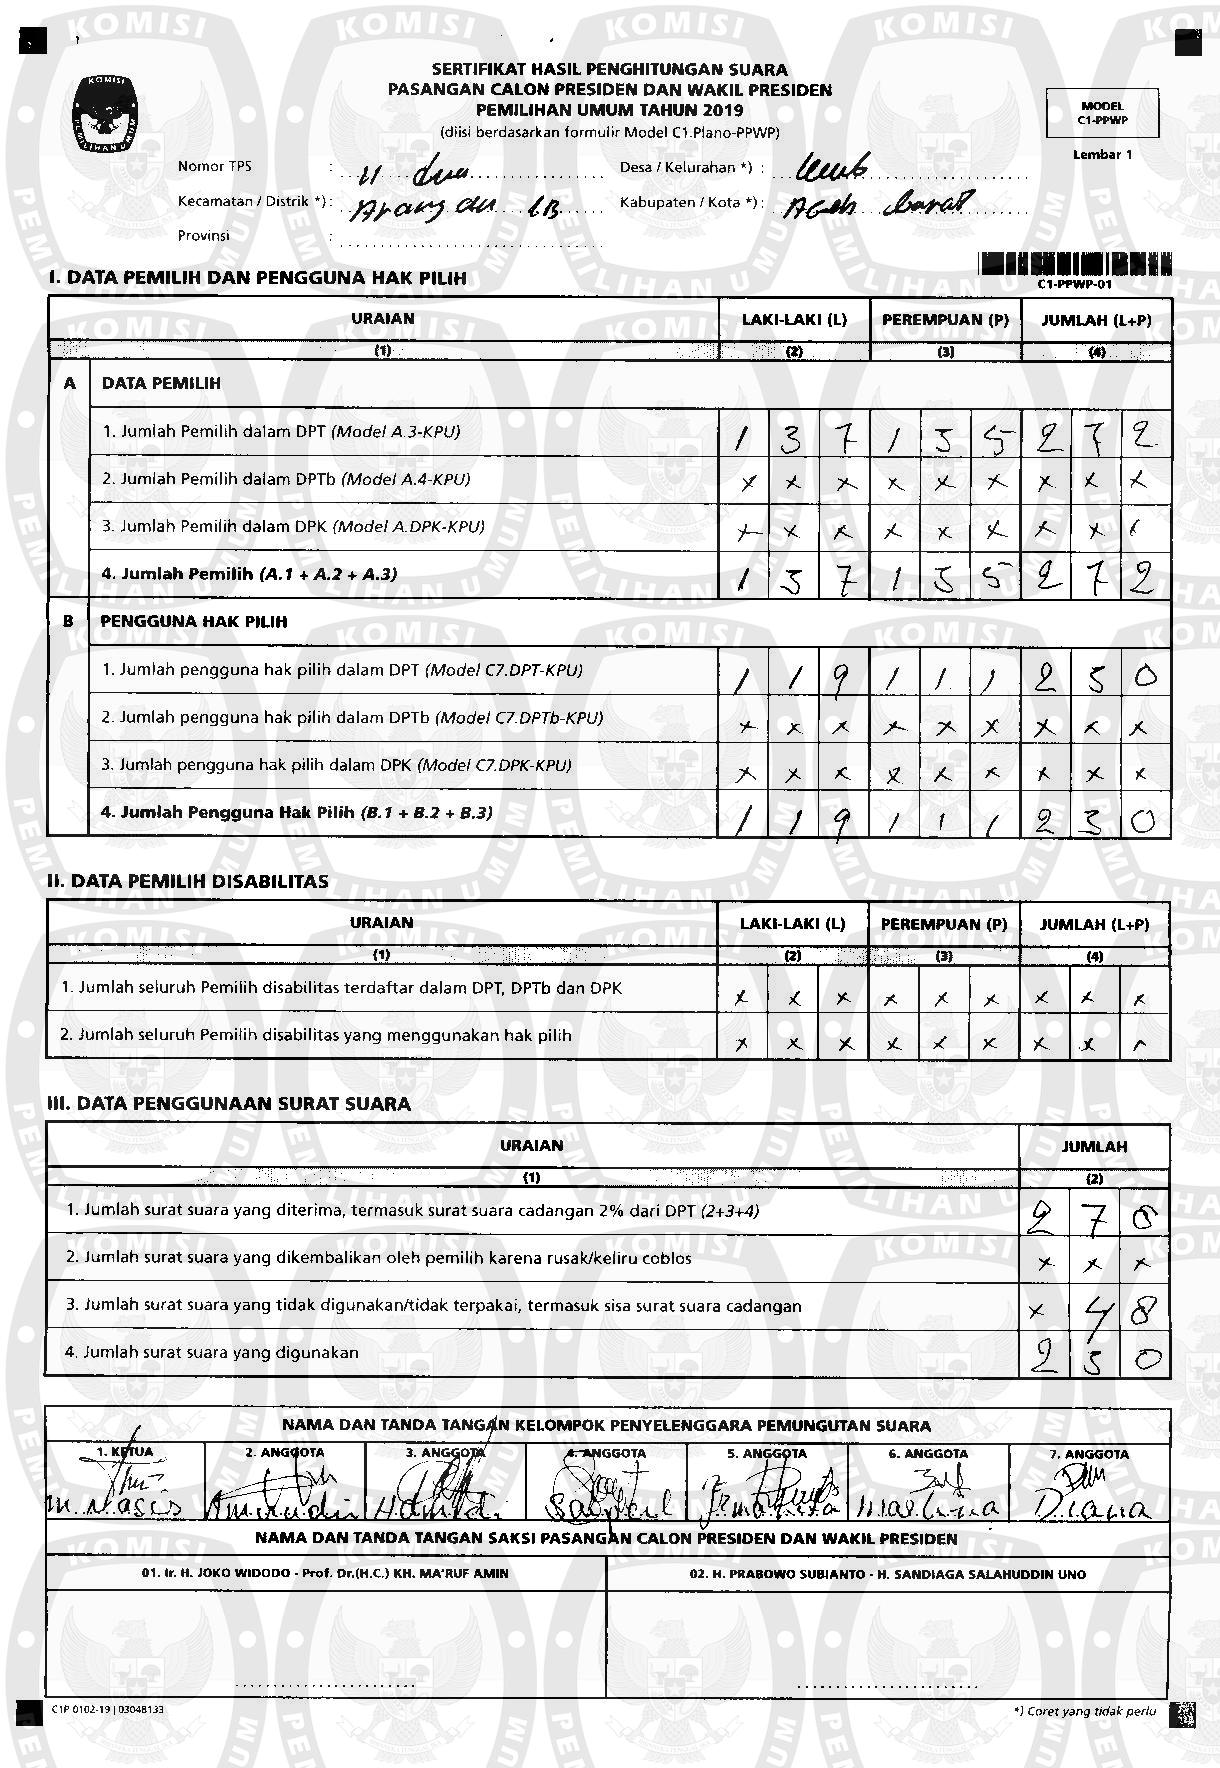 SERTIFIKAT HASIL PENGHITUNGAN SUARA
PASANGAN CALON PRESIDEN DAN WAKIL PRESIDEN
PEMILIHAN UMUM TAHUN 2019
(diisi berdasarkan formulir Model C1.Plano-PPWP)
MODEL
C1-PPWP
Lembar 1
KOMISI
PEMILIHAN UMUM
Nomor TPS : 11 dua
Desa / Kelurahan *) :
Kecamatan / Distrik *) :
Kabupaten / Kota *) : Aceh Barat
Provinsi :
C1-PPWP-01
I. DATA PEMILIH DAN PENGGUNA HAK PILIH
URAIAN LAKI-LAKI (L) PEREMPUAN (P) JUMLAH (L+P)
(1) (2) (3) (4)
A DATA PEMILIH
1. Jumlah Pemilih dalam DPT (Model A.3-KPU) 1 3 7 1 3 5 2 7 2
2. Jumlah Pemilih dalam DPTb (Model A.4-KPU) x x x x x x x x x
3. Jumlah Pemilih dalam DPK (Model A.DPK-KPU) x x x x x x x x
4. Jumlah Pemilih (A.1 + A.2 + A.3) 1 3 7 1 3 5 2 7 2
B PENGGUNA HAK PILIH
1. Jumlah pengguna hak pilih dalam DPT (Model C7.DPT-KPU) 1 1 9 1 1 1 2 3 0
2. Jumlah pengguna hak pilih dalam DPTb (Model C7.DPTb-KPU) x x x x x x x x x
3. Jumlah pengguna hak pilih dalam DPK (Model C7.DPK-KPU) x x x x x x x x x
4. Jumlah Pengguna Hak Pilih (B.1 + B.2 + B.3) 1 1 9 1 1 1 2 3 0
II. DATA PEMILIH DISABILITAS
URAIAN LAKI-LAKI (L) PEREMPUAN (P) JUMLAH (L+P)
(1) (2) (3) (4)
1. Jumlah seluruh Pemilih disabilitas terdaftar dalam DPT, DPTb dan DPK x x x x x x x x x
2. Jumlah seluruh Pemilih disabilitas yang menggunakan hak pilih x x x x x x x x x
III. DATA PENGGUNAAN SURAT SUARA
URAIAN JUMLAH
(1) (2)
1. Jumlah surat suara yang diterima, termasuk surat suara cadangan 2% dari DPT (2+3+4) 2 7 8
2. Jumlah surat suara yang dikembalikan oleh pemilih karena rusak/keliru coblos x x x
3. Jumlah surat suara yang tidak digunakan/tidak terpakai, termasuk sisa surat suara cadangan x 4 8
4. Jumlah surat suara yang digunakan 2 3 0
NAMA DAN TANDA TANGAN KELOMPOK PENYELENGGARA PEMUNGUTAN SUARA
1. KETUA 2. ANGGOTA 3. ANGGOTA 4. ANGGOTA 5. ANGGOTA 6. ANGGOTA 7. ANGGOTA
M. Nasis Amirudin Hamidi Marlina Diana
NAMA DAN TANDA TANGAN SAKSI PASANGAN CALON PRESIDEN DAN WAKIL PRESIDEN
01. Ir. H. JOKO WIDODO - Prof. Dr.(H.C.) KH. MA'RUF AMIN
02. H. PRABOWO SUBIANTO - H. SANDIAGA SALAHUDDIN UNO
C1P 0102-19 | 03048133
*) Coret yang tidak perlu